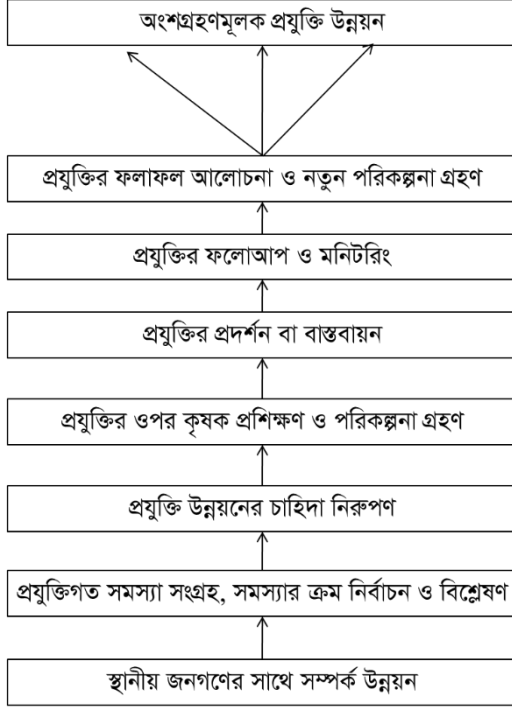 অংশগ্রহণমূলক প্রযুক্তি উন্নয়ন
প্রযুক্তির ফলাফল আলোচনা ও নতুন পরিকল্পনা গ্রহণ
প্রযুক্তির ফলোআপ ও মনিটরিং
প্রযুক্তির প্রদর্শন বা বাস্তবায়ন
প্রযুক্তির ওপর কৃষক প্রশিক্ষণ ও পরিকল্পনা গ্রহণ
প্রযুক্তি উন্নয়নের চাহিদা নিরুপণ
প্রযুক্তিগত সমস্যা সংগ্রহ, সমস্যার ক্রম নির্বাচন ও বিশ্লেষণ
স্থানীয় জনগণের সাথে সম্পর্ক উন্নয়ন